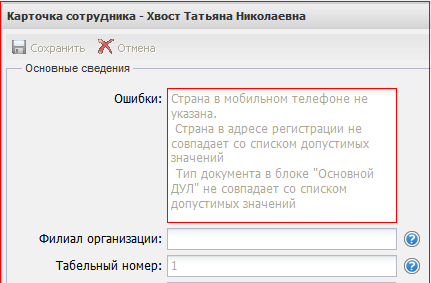 Карточка сотрудника - Хвост Татьяна Николаевна
Сохранить Отмена
Основные сведения
Ошибки: Страна в мобильном телефоне не
указана.
Страна в адресе регистрации не
совпадает со списком допустимых
значений
Тип документа в блоке "Основной
ДУЛ" не совпадает со списком
допустимых значений
Филиал организации: ?
Табельный номер: 1 ?